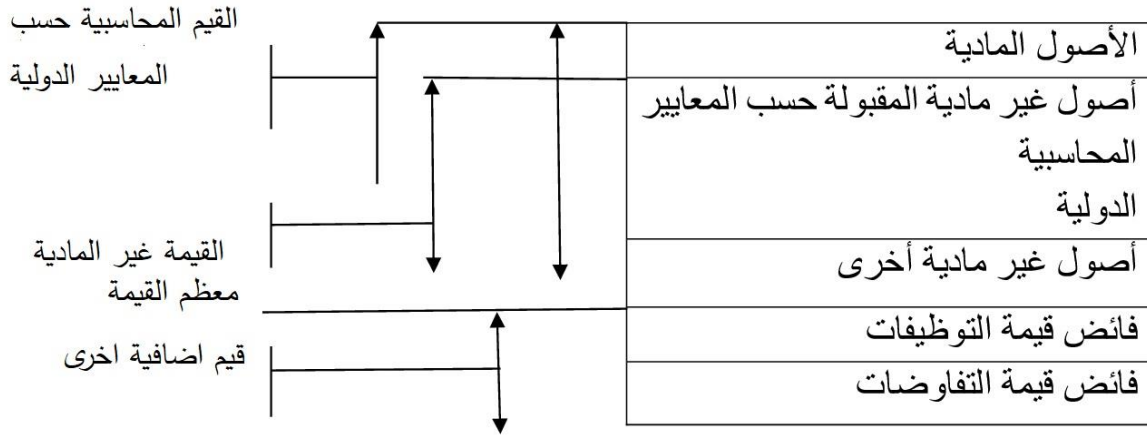 الأصول المادية
أصول غير مادية المقبولة حسب المعايير
المحاسبية
الدولية
أصول غير مادية أخرى
فائض قيمة التوظيفات
فائض قيمة التفاوضات
القيم المحاسبية حسب
المعايير الدولية
القيمة غير المادية
معظم القيمة
قيم اضافية اخرى